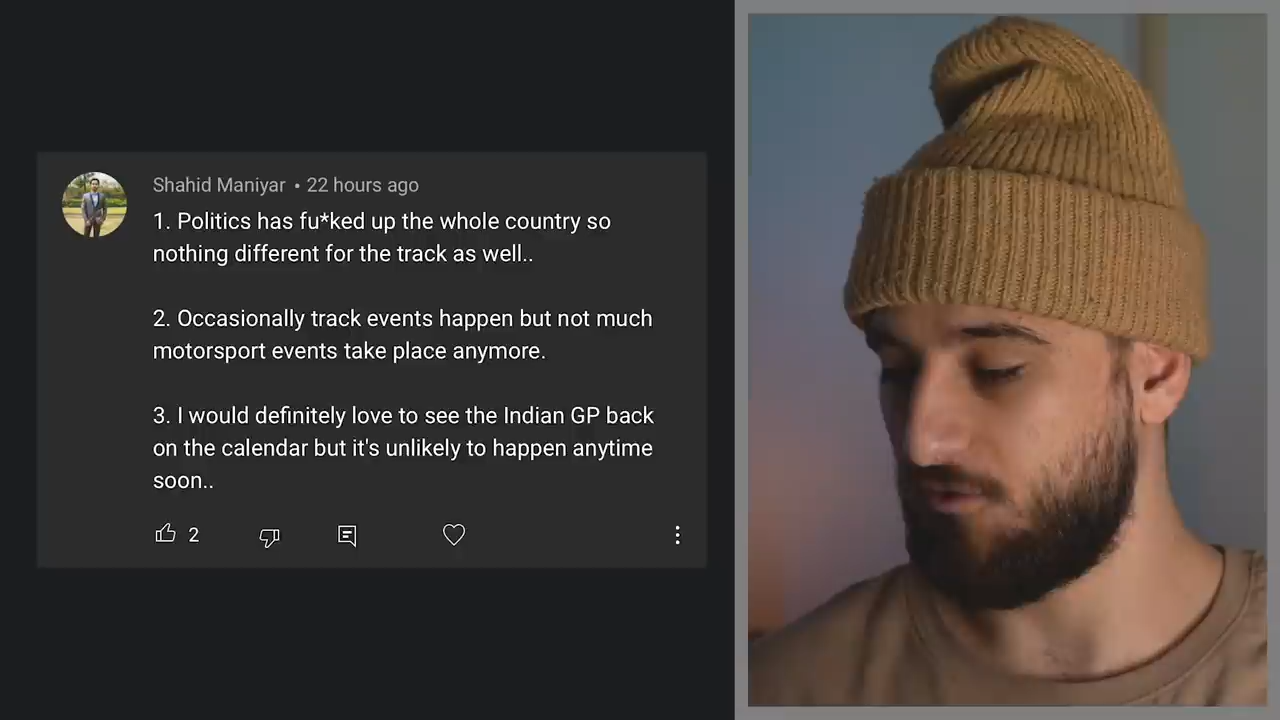 Shahid Maniyar • 22 hours ago
1. Politics has fu*ked up the whole country so
nothing different for the track as well..
2. Occasionally track events happen but not much
motorsport events take place anymore.
3. I would definitely love to see the Indian GP back
on the calendar but it's unlikely to happen anytime
soon..
2